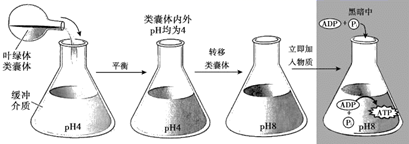 叶绿体
类囊体
缓冲
介质
pH4
平衡
类囊体内外
pH均为4
pH4
转移
类囊体
pH8
立即加
入物质
黑暗中
ADP + Pi
ADP
+
Pi
ATP
pH8